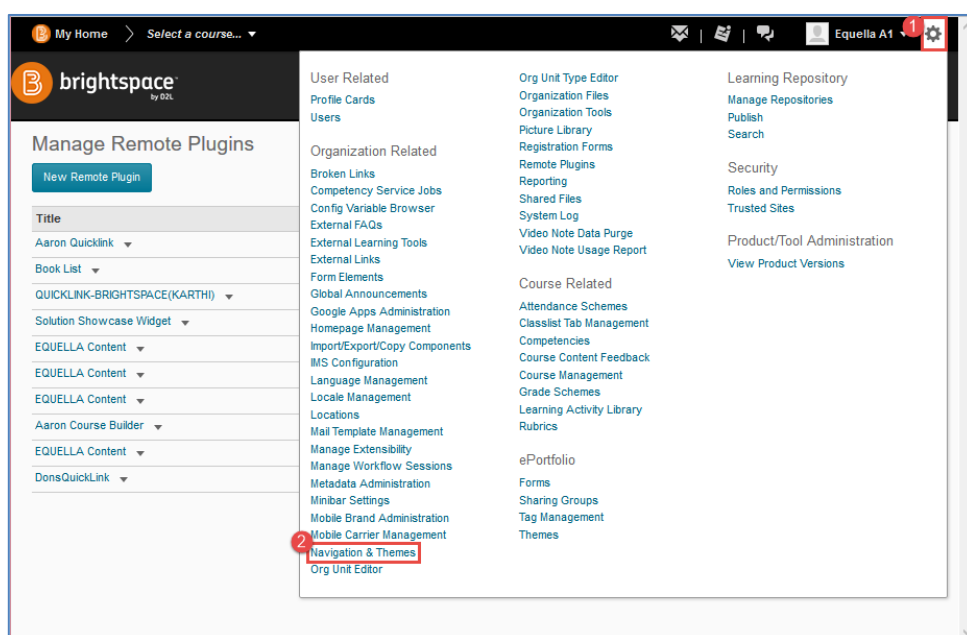 My Home
Select a course...
Equella A1
1
brightspace
by D2L
Manage Remote Plugins
New Remote Plugin
Title
Aaron Quicklink
Book List
QUICKLINK-BRIGHTSPACE(KARTHI)
Solution Showcase Widget
EQUELLA Content
EQUELLA Content
EQUELLA Content
Aaron Course Builder
EQUELLA Content
DonsQuickLink
User Related
Profile Cards
Users
Organization Related
Broken Links
Competency Service Jobs
Config Variable Browser
External FAQs
External Learning Tools
External Links
Form Elements
Global Announcements
Google Apps Administration
Homepage Management
Import/Export/Copy Components
IMS Configuration
Language Management
Locale Management
Locations
Mail Template Management
Manage Extensibility
Manage Workflow Sessions
Metadata Administration
Minibar Settings
Mobile Brand Administration
Mobile Carrier Management
2
Navigation & Themes
Org Unit Editor
Org Unit Type Editor
Organization Files
Organization Tools
Picture Library
Registration Forms
Remote Plugins
Reporting
Shared Files
System Log
Video Note Data Purge
Video Note Usage Report
Course Related
Attendance Schemes
Classlist Tab Management
Competencies
Course Content Feedback
Course Management
Grade Schemes
Learning Activity Library
Rubrics
ePortfolio
Forms
Sharing Groups
Tag Management
Themes
Learning Repository
Manage Repositories
Publish
Search
Security
Roles and Permissions
Trusted Sites
Product/Tool Administration
View Product Versions